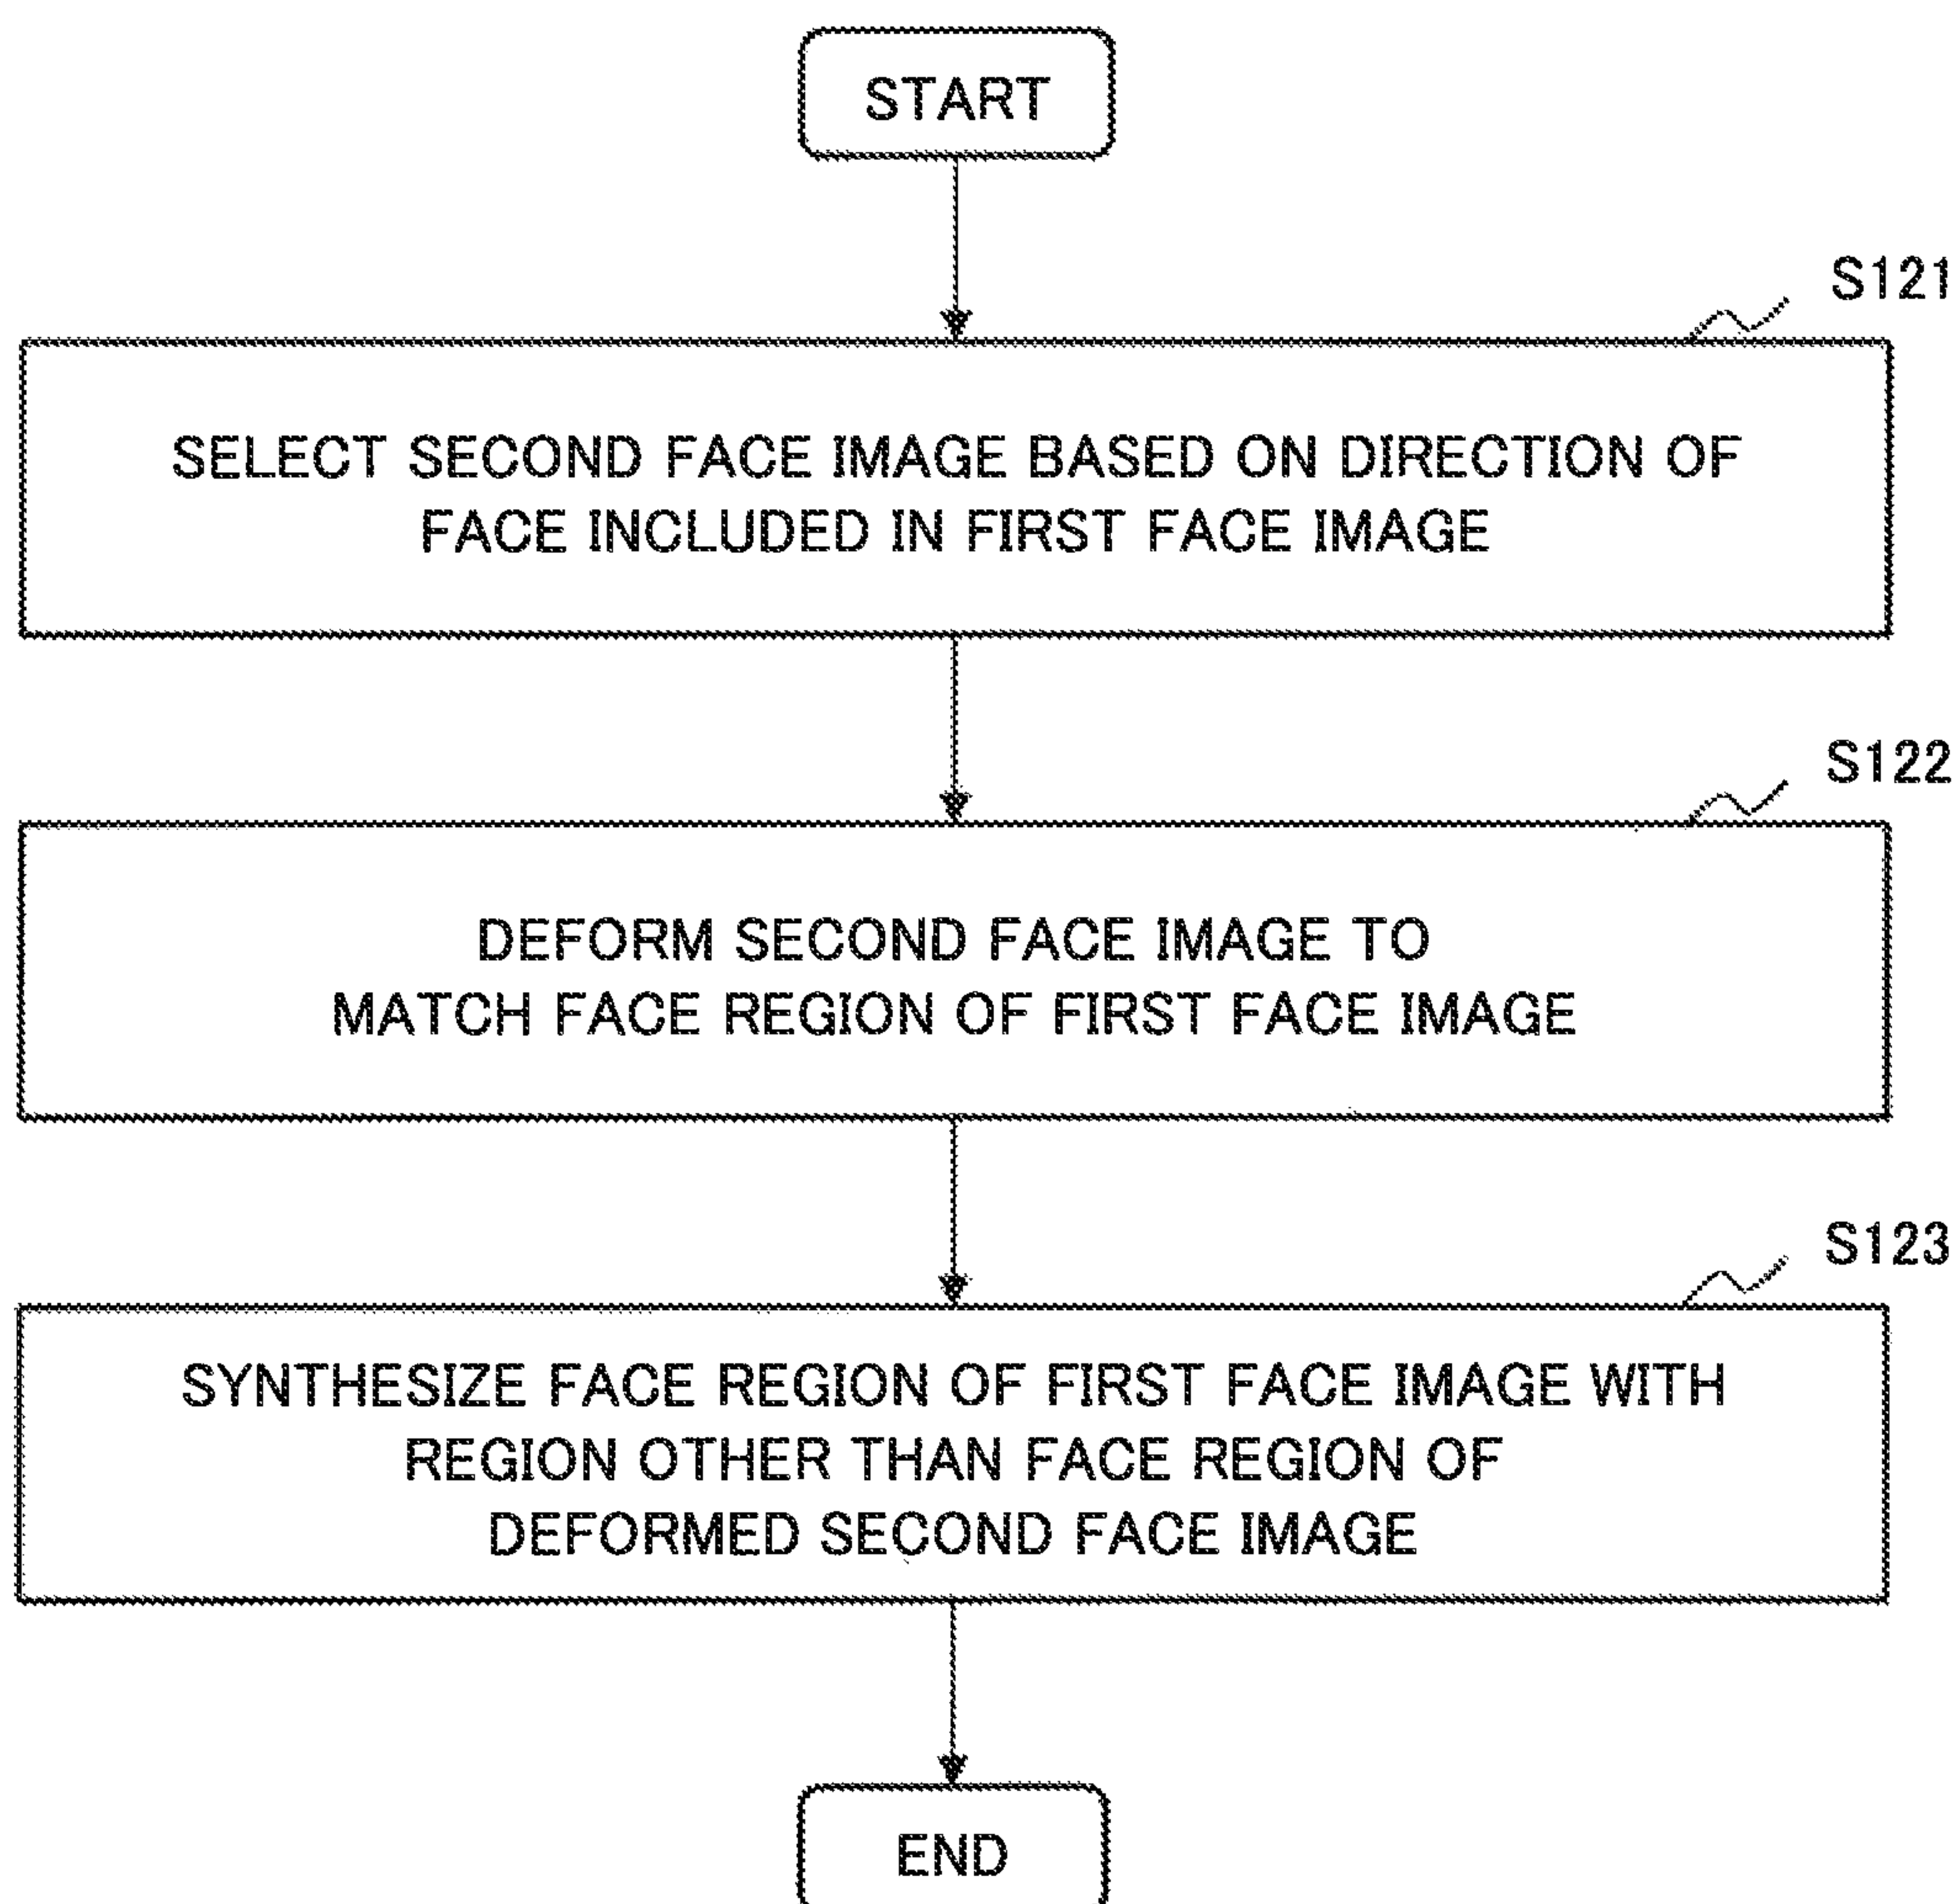 START
S121
SELECT SECOND FACE IMAGE BASED ON DIRECTION OF
FACE INCLUDED IN FIRST FACE IMAGE
S122
DEFORM SECOND FACE IMAGE TO
MATCH FACE REGION OF FIRST FACE IMAGE
S123
SYNTHESIZE FACE REGION OF FIRST FACE IMAGE WITH
REGION OTHER THAN FACE REGION OF
DEFORMED SECOND FACE IMAGE
END